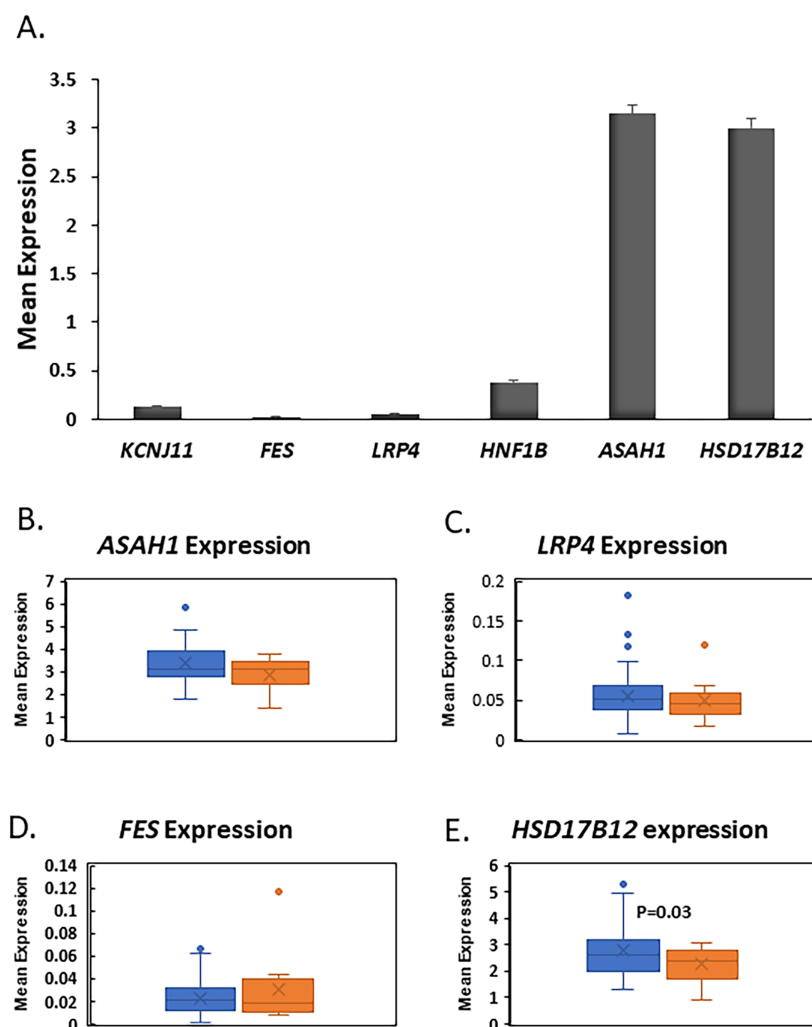 A.
3.5
3
2.5
2
1.5
1
0.5
0
Mean Expression
KCNJ11 FES LRP4 HNF1B ASAH1 HSD17B12
B.
ASAH1 Expression
7
6
5
4
3
2
1
0
Mean Expression
C.
LRP4 Expression
0.2
0.15
0.1
0.05
0
Mean Expression
D.
FES Expression
0.14
0.12
0.1
0.08
0.06
0.04
0.02
0
Mean Expression
E.
HSD17B12 expression
6
5
4
3
2
1
0
Mean Expression
P=0.03